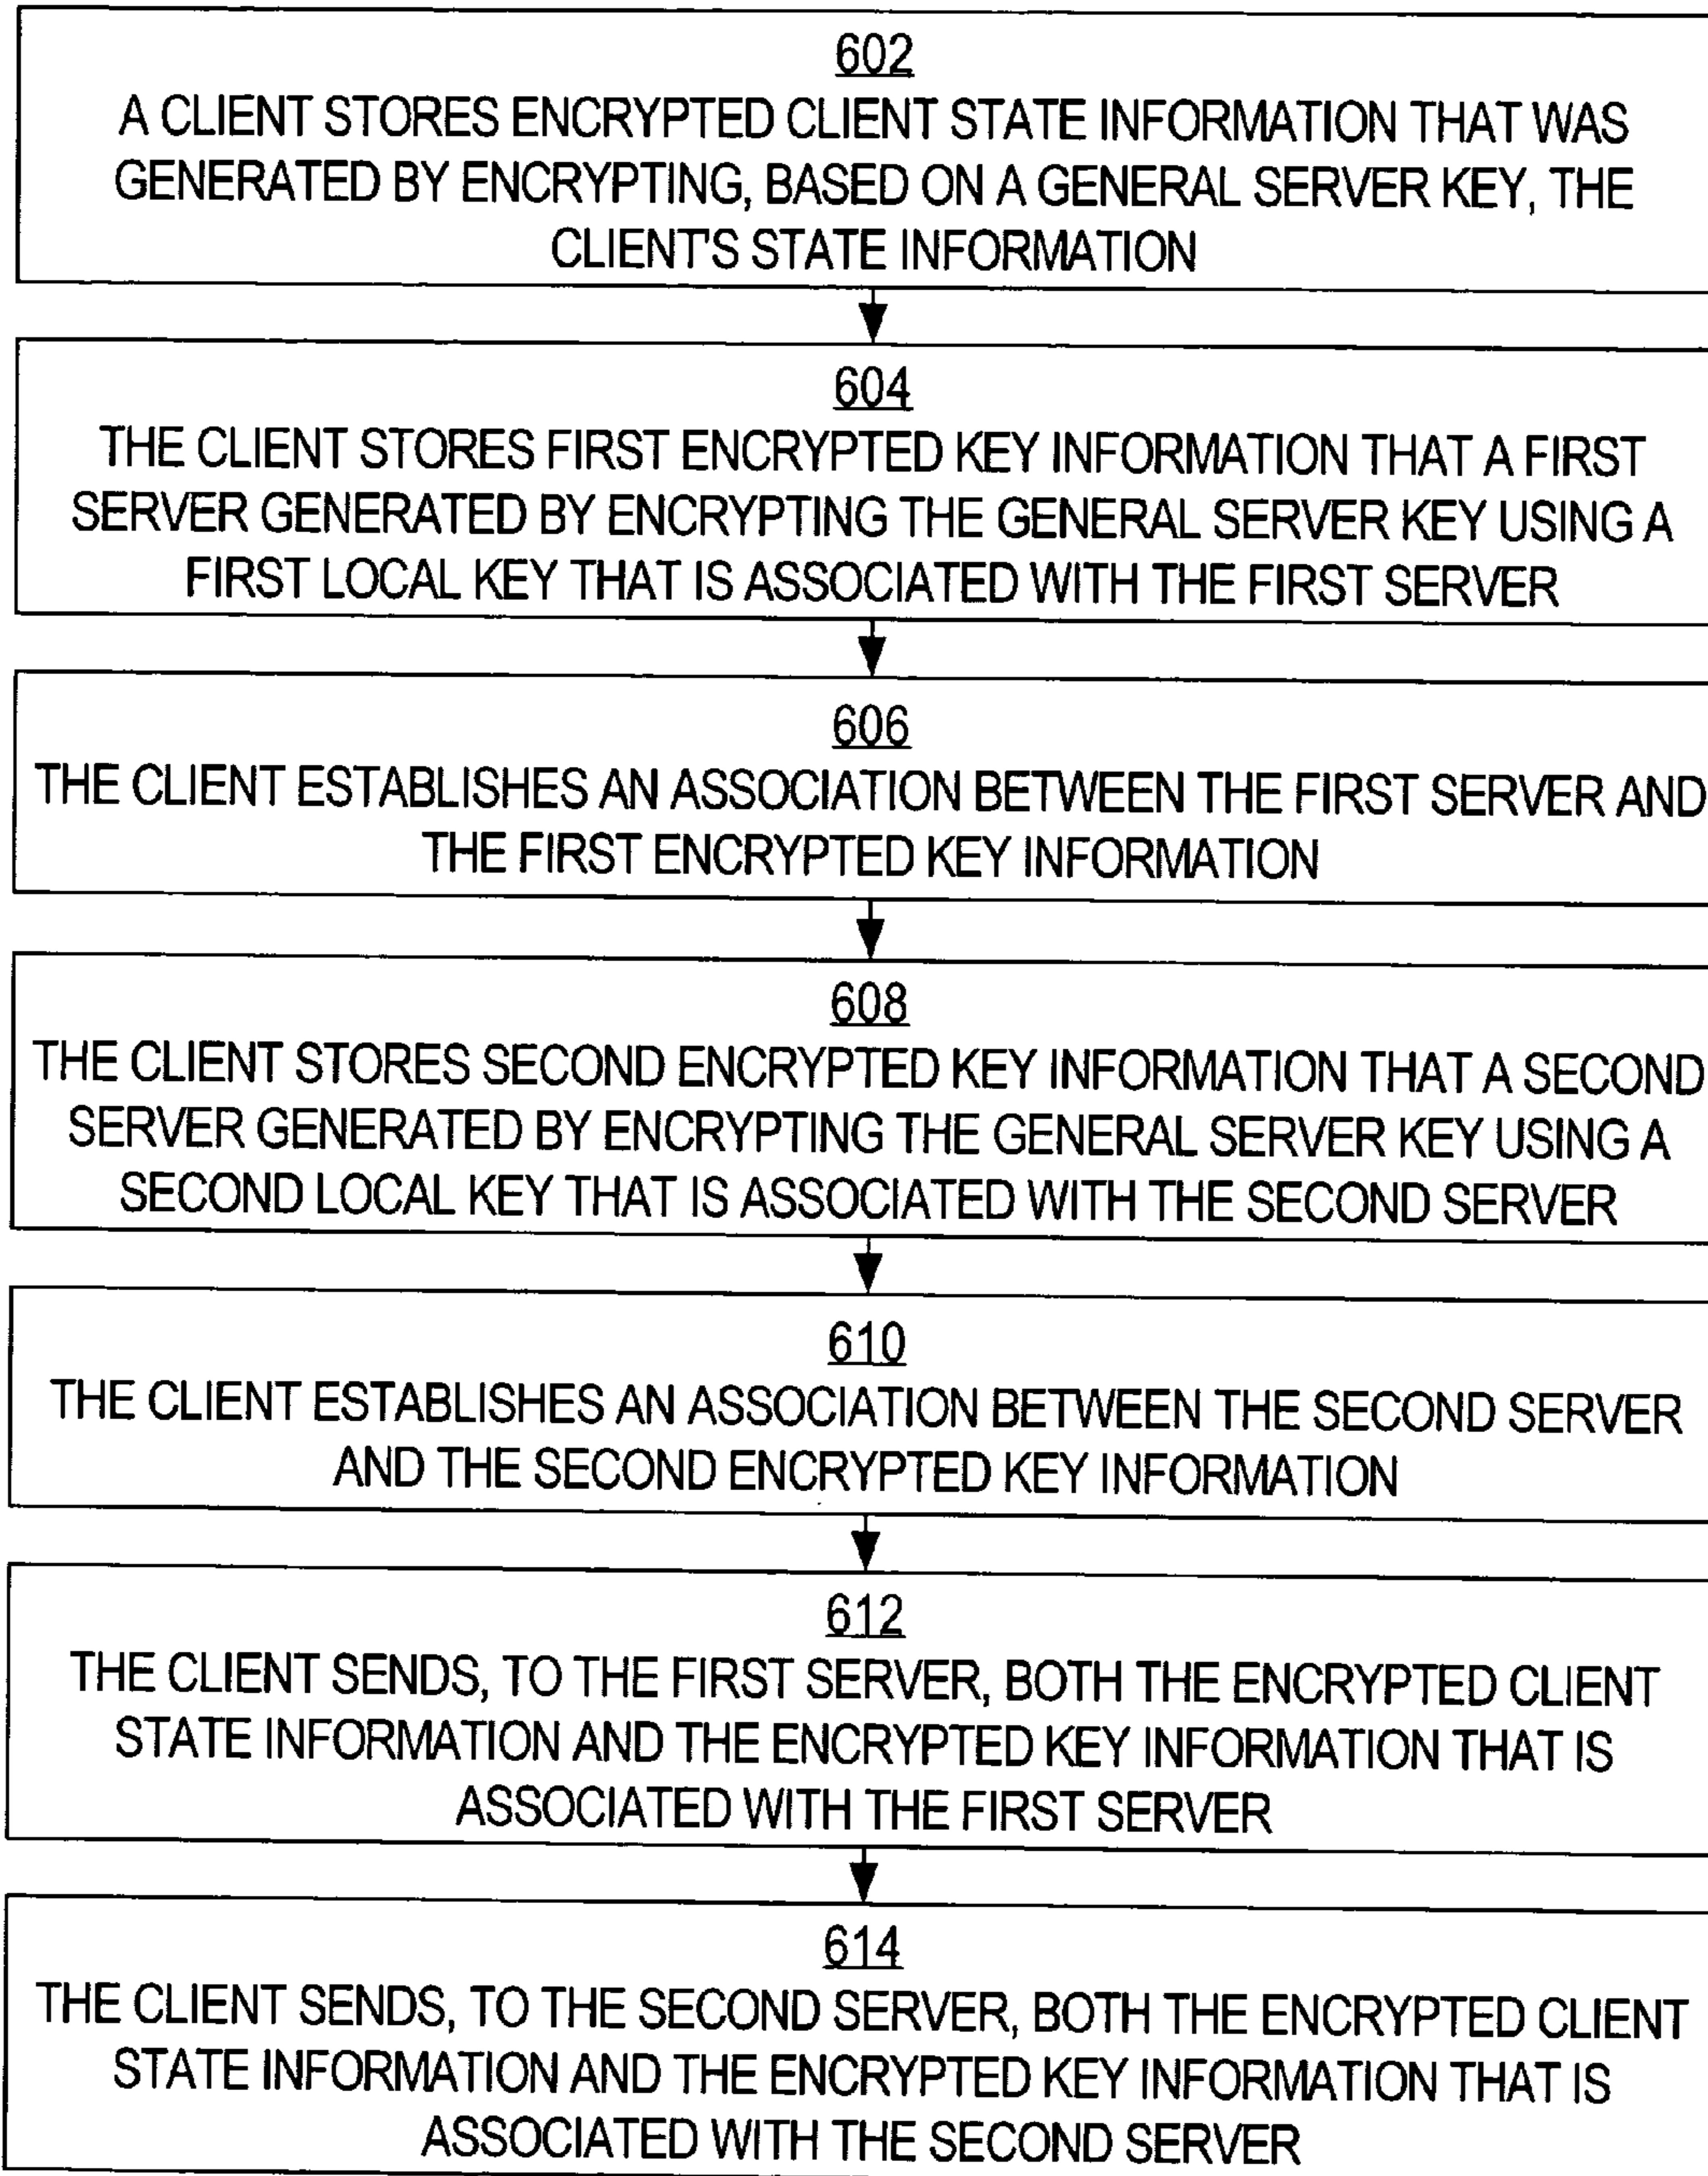 602
A CLIENT STORES ENCRYPTED CLIENT STATE INFORMATION THAT WAS
GENERATED BY ENCRYPTING, BASED ON A GENERAL SERVER KEY, THE
CLIENT'S STATE INFORMATION
604
THE CLIENT STORES FIRST ENCRYPTED KEY INFORMATION THAT A FIRST
SERVER GENERATED BY ENCRYPTING THE GENERAL SERVER KEY USING A
FIRST LOCAL KEY THAT IS ASSOCIATED WITH THE FIRST SERVER
606
THE CLIENT ESTABLISHES AN ASSOCIATION BETWEEN THE FIRST SERVER AND
THE FIRST ENCRYPTED KEY INFORMATION
608
THE CLIENT STORES SECOND ENCRYPTED KEY INFORMATION THAT A SECOND
SERVER GENERATED BY ENCRYPTING THE GENERAL SERVER KEY USING A
SECOND LOCAL KEY THAT IS ASSOCIATED WITH THE SECOND SERVER
610
THE CLIENT ESTABLISHES AN ASSOCIATION BETWEEN THE SECOND SERVER
AND THE SECOND ENCRYPTED KEY INFORMATION
612
THE CLIENT SENDS, TO THE FIRST SERVER, BOTH THE ENCRYPTED CLIENT
STATE INFORMATION AND THE ENCRYPTED KEY INFORMATION THAT IS
ASSOCIATED WITH THE FIRST SERVER
614
THE CLIENT SENDS, TO THE SECOND SERVER, BOTH THE ENCRYPTED CLIENT
STATE INFORMATION AND THE ENCRYPTED KEY INFORMATION THAT IS
ASSOCIATED WITH THE SECOND SERVER